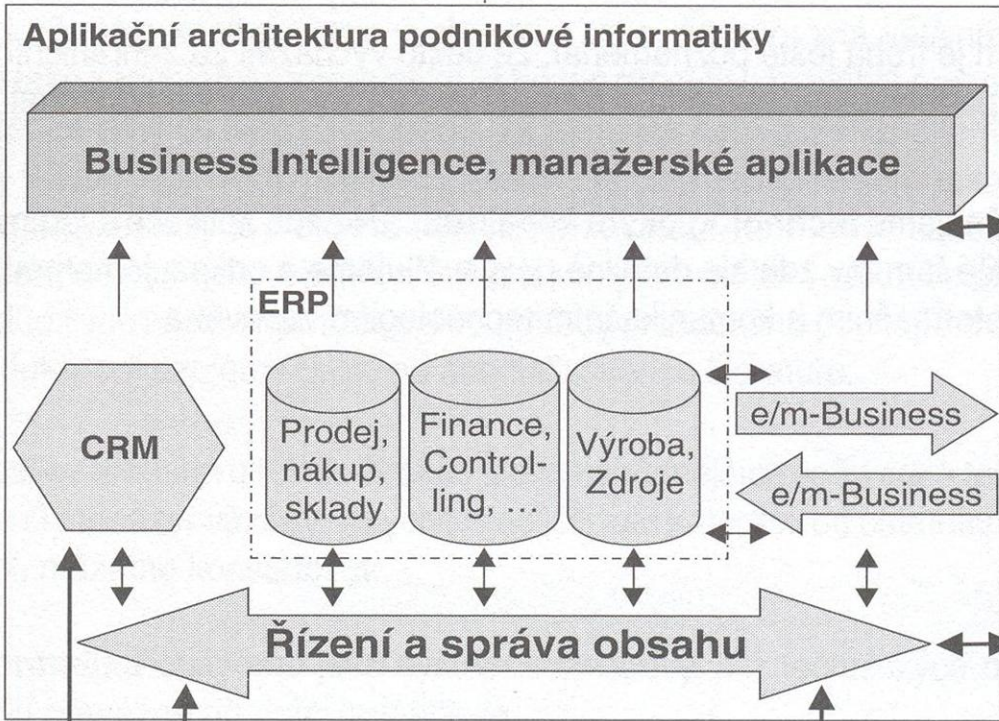 Aplikační architektura podnikové informatiky
Business Intelligence, manažerské aplikace
ERP
CRM
Prodej,
nákup,
sklady
Finance,
Control-
ling, …
Výroba,
Zdroje
e/m-Business
e/m-Business
Řízení a správa obsahu